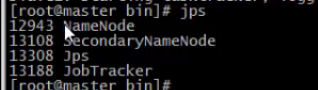 [root@master bin]# jps
12943 NameNode
13108 SecondaryNameNode
13308 Jps
13188 JobTracker
[root@master bin]#